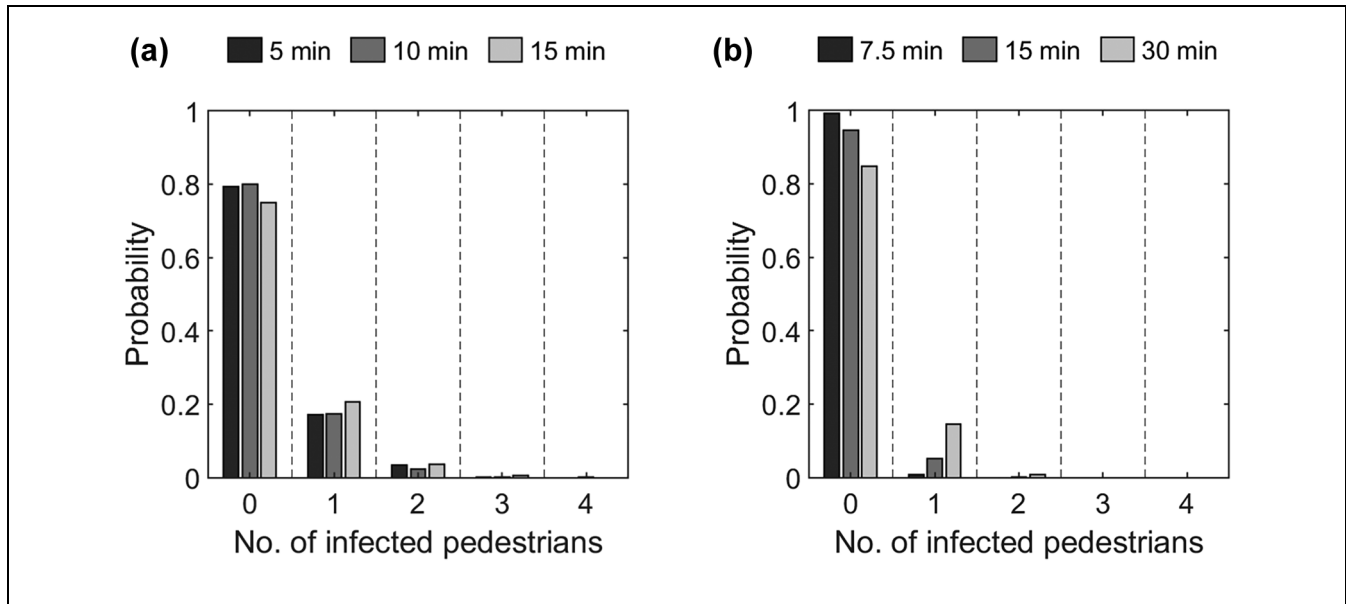 (a) 5 min 10 min 15 min
1
0.8
0.6
0.4
0.2
0
Probability
0 1 2 3 4
No. of infected pedestrians
(b) 7.5 min 15 min 30 min
1
0.8
0.6
0.4
0.2
0
Probability
0 1 2 3 4
No. of infected pedestrians